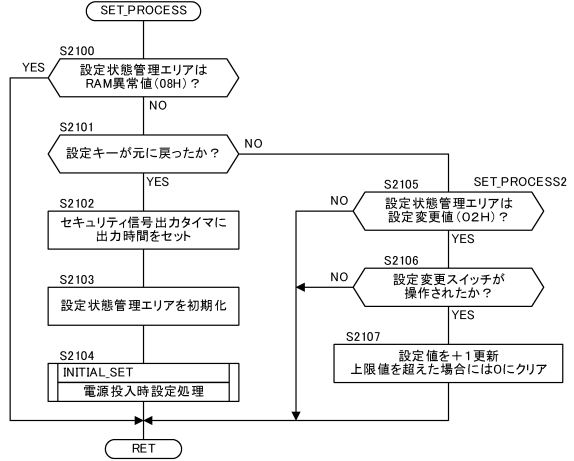 SET_PROCESS
S2100
設定状態管理エリアは
RAM異常値(08H)？
YES
NO
S2101
設定キーが元に戻ったか？
NO
YES
S2102
セキュリティ信号出力タイマに
出力時間をセット
S2103
設定状態管理エリアを初期化
S2104
INITIAL_SET
電源投入時設定処理
RET
SET_PROCESS2
S2105
設定状態管理エリアは
設定変更値(02H)？
NO
YES
S2106
設定変更スイッチが
操作されたか？
NO
YES
S2107
設定値を＋1更新
上限値を超えた場合には0にクリア